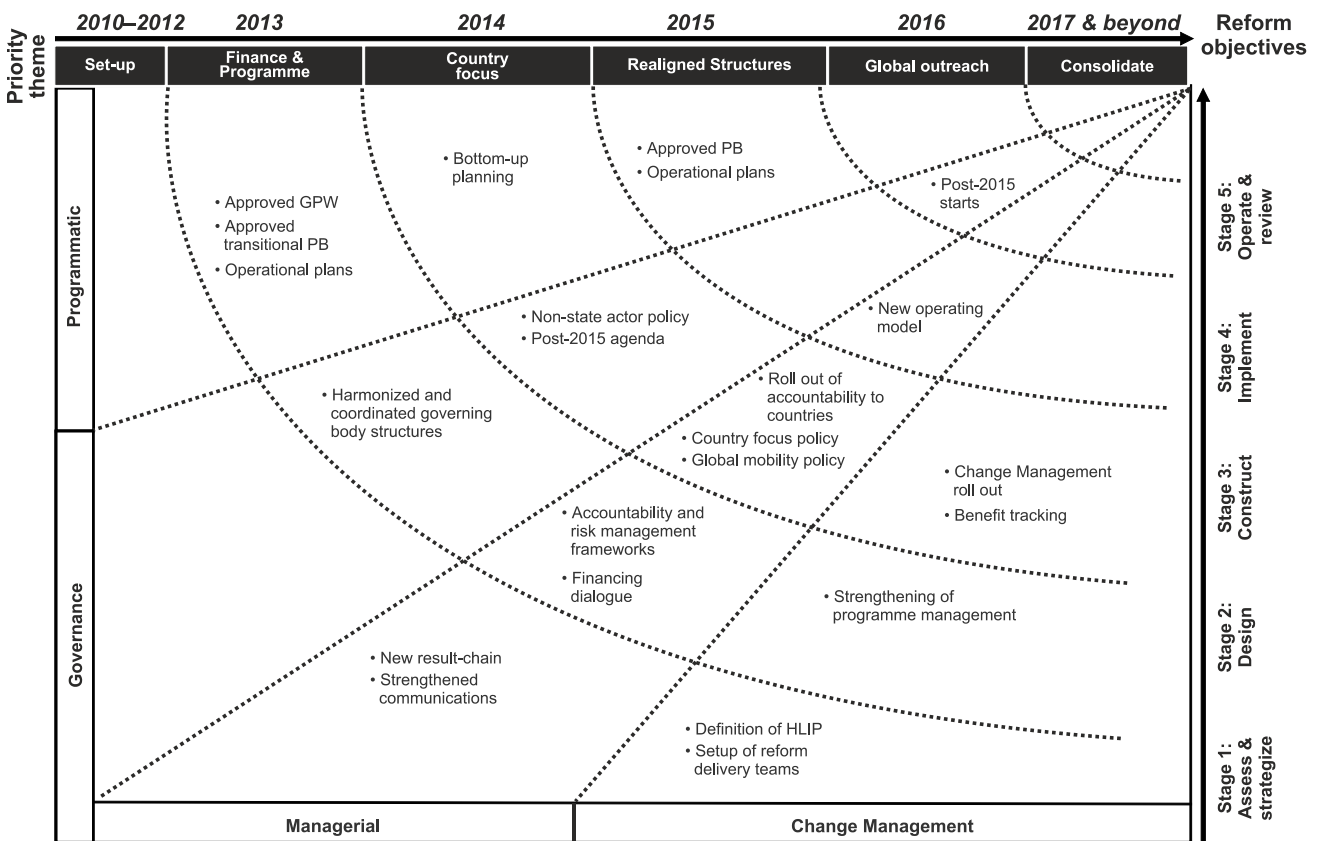 2010–2012
2013
2014
2015
2016
2017 & beyond
Reform
objectives
Priority
theme
Set-up
Finance &
Programme
Country
focus
Realigned Structures
Global outreach
Consolidate
Programmatic
Governance
• Approved GPW
• Approved
transitional PB
• Operational plans
• Bottom-up
planning
• Approved PB
• Operational plans
• Post-2015
starts
• Non-state actor policy
• Post-2015 agenda
• New operating
model
• Harmonized and
coordinated governing
body structures
• Roll out of
accountability to
countries
• Country focus policy
• Global mobility policy
• Change Management
roll out
• Benefit tracking
• Accountability and
risk management
frameworks
• Financing
dialogue
• Strengthening of
programme management
• New result-chain
• Strengthened
communications
• Definition of HLIP
• Setup of reform
delivery teams
Stage 5:
Operate &
review
Stage 4:
Implement
Stage 3:
Construct
Stage 2:
Design
Stage 1:
Assess &
strategize
Managerial
Change Management